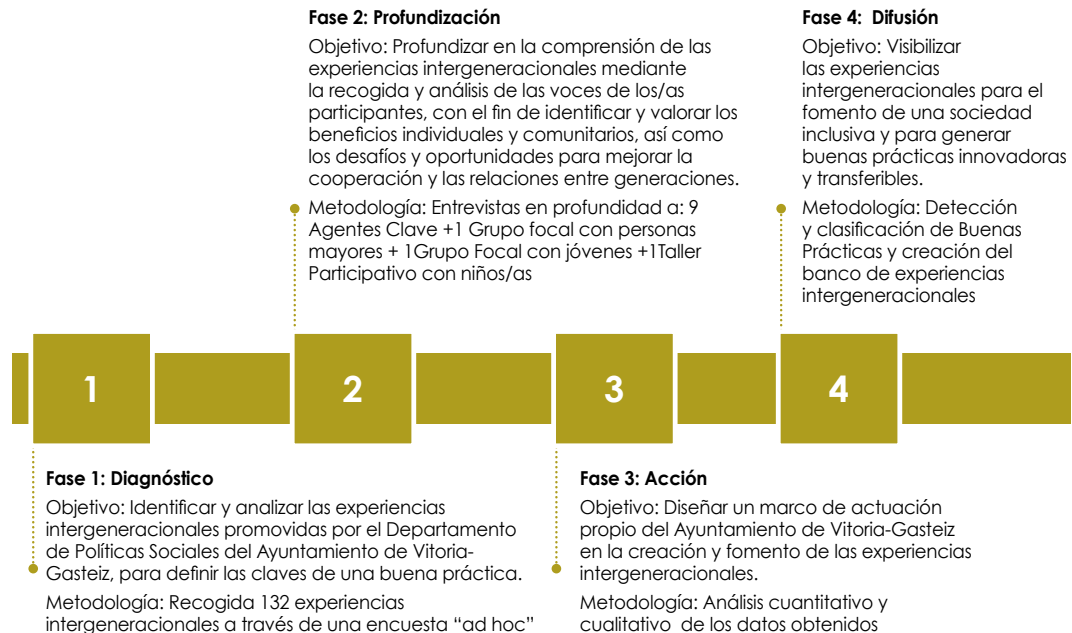 Fase 2: Profundización
Objetivo: Profundizar en la comprensión de las
experiencias intergeneracionales mediante
la recogida y análisis de las voces de los/as
participantes, con el fin de identificar y valorar los
beneficios individuales y comunitarios, así como
los desafíos y oportunidades para mejorar la
cooperación y las relaciones entre generaciones.
Metodología: Entrevistas en profundidad a: 9
Agentes Clave +1 Grupo focal con personas
mayores + 1Grupo Focal con jóvenes +1Taller
Participativo con niños/as
Fase 4: Difusión
Objetivo: Visibilizar
las experiencias
intergeneracionales para el
fomento de una sociedad
inclusiva y para generar
buenas prácticas innovadoras
y transferibles.
Metodología: Detección
y clasificación de Buenas
Prácticas y creación del
banco de experiencias
intergeneracionales
1
2
3
4
Fase 1: Diagnóstico
Objetivo: Identificar y analizar las experiencias
intergeneracionales promovidas por el Departamento
de Políticas Sociales del Ayuntamiento de Vitoria-
Gasteiz, para definir las claves de una buena práctica.
Metodología: Recogida 132 experiencias
intergeneracionales a través de una encuesta “ad hoc”
Fase 3: Acción
Objetivo: Diseñar un marco de actuación
propio del Ayuntamiento de Vitoria-Gasteiz
en la creación y fomento de las experiencias
intergeneracionales.
Metodología: Análisis cuantitativo y
cualitativo de los datos obtenidos